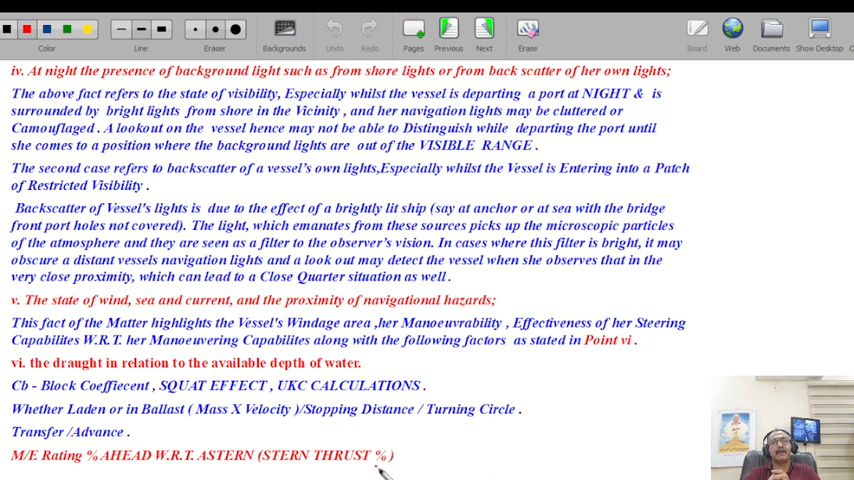 Color
Line
Eraser
Backgrounds
Undo
Redo
Pages
Previous
Next
Erase
Board
Web
Documents
Show Desktop
iv. At night the presence of background light such as from shore lights or from back scatter of her own lights;
The above fact refers to the state of visibility, Especially whilst the vessel is departing a port at NIGHT & is
surrounded by bright lights from shore in the Vicinity , and her navigation lights may be cluttered or
Camouflaged . A lookout on the vessel hence may not be able to Distinguish while departing the port until
she comes to a position where the background lights are out of the VISIBLE RANGE .
The second case refers to backscatter of a vessel's own lights,Especially whilst the Vessel is Entering into a Patch
of Restricted Visibility .
Backscatter of Vessel's lights is due to the effect of a brightly lit ship (say at anchor or at sea with the bridge
front port holes not covered). The light, which emanates from these sources picks up the microscopic particles
of the atmosphere and they are seen as a filter to the observer's vision. In cases where this filter is bright, it may
obscure a distant vessels navigation lights and a look out may detect the vessel when she observes that in the
very close proximity, which can lead to a Close Quarter situation as well .
v. The state of wind, sea and current, and the proximity of navigational hazards;
This fact of the Matter highlights the Vessel's Windage area ,her Manoeuvrability , Effectiveness of her Steering
Capabilites W.R.T. her Manoeuvering Capabilites along with the following factors as stated in Point vi .
vi. the draught in relation to the available depth of water.
Cb - Block Coeffiecent , SQUAT EFFECT , UKC CALCULATIONS .
Whether Laden or in Ballast ( Mass X Velocity )/Stopping Distance / Turning Circle .
Transfer /Advance .
M/E Rating % AHEAD W.R.T. ASTERN (STERN THRUST % )